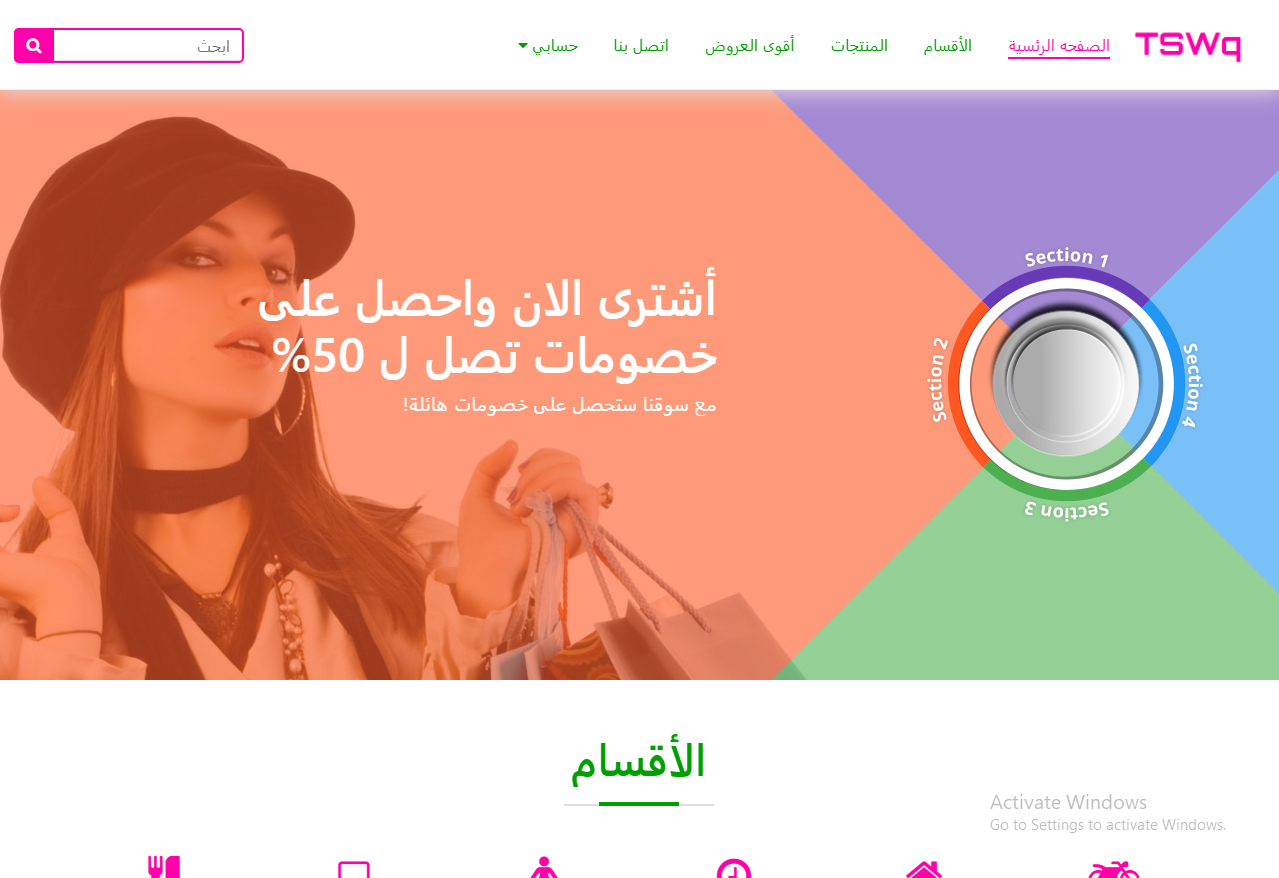 TSWq
الصفحه الرئسية
الأقسام
المنتجات
أقوى العروض
اتصل بنا
حسابي
ابحث
أشترى الان واحصل على
خصومات تصل ل 50%
مع سوقنا ستحصل على خصومات هائلة!
Section 1
Section 2
Section 3
Section 4
الأقسام
Activate Windows
Go to Settings to activate Windows.